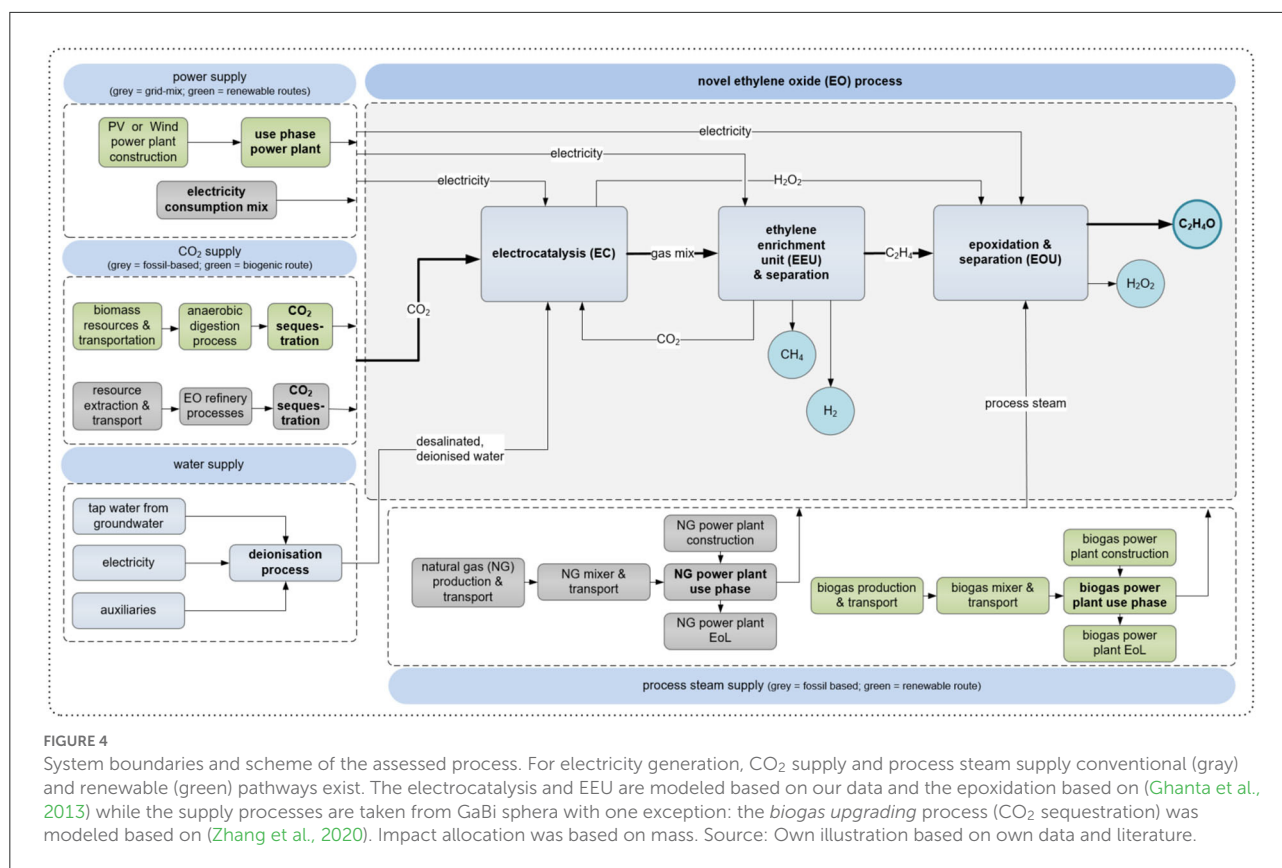 power supply
(grey = grid-mix; green = renewable routes)
PV or Wind
power plant
construction
use phase
power plant
electricity
consumption mix
CO₂ supply
(grey = fossil-based; green = biogenic route)
biomass
resources &
transportation
anaerobic
digestion
process
CO₂
seques-
tration
resource
extraction &
transport
EO refinery
processes
CO₂
seques-
tration
water supply
tap water from
groundwater
electricity
auxiliaries
deionisation
process
novel ethylene oxide (EO) process
electricity
electricity
electricity
H₂O₂
electrocatalysis (EC)
gas mix
ethylene
enrichment
unit (EEU)
& separation
C₂H₄
epoxidation &
separation (EOU)
C₂H₄O
H₂O₂
CO₂
CO₂
CH₄
H₂
process steam
desalinated,
deionised water
NG power plant
construction
natural gas (NG)
production &
transport
NG mixer &
transport
NG power plant
use phase
NG power plant
EoL
biogas power
plant construction
biogas production
& transport
biogas mixer &
transport
biogas power
plant use phase
biogas power
plant EoL
process steam supply (grey = fossil based; green = renewable route)
FIGURE 4
System boundaries and scheme of the assessed process. For electricity generation, CO₂ supply and process steam supply conventional (gray)
and renewable (green) pathways exist. The electrocatalysis and EEU are modeled based on our data and the epoxidation based on (Ghanta et al.,
2013) while the supply processes are taken from GaBi sphera with one exception: the biogas upgrading process (CO₂ sequestration) was
modeled based on (Zhang et al., 2020). Impact allocation was based on mass. Source: Own illustration based on own data and literature.